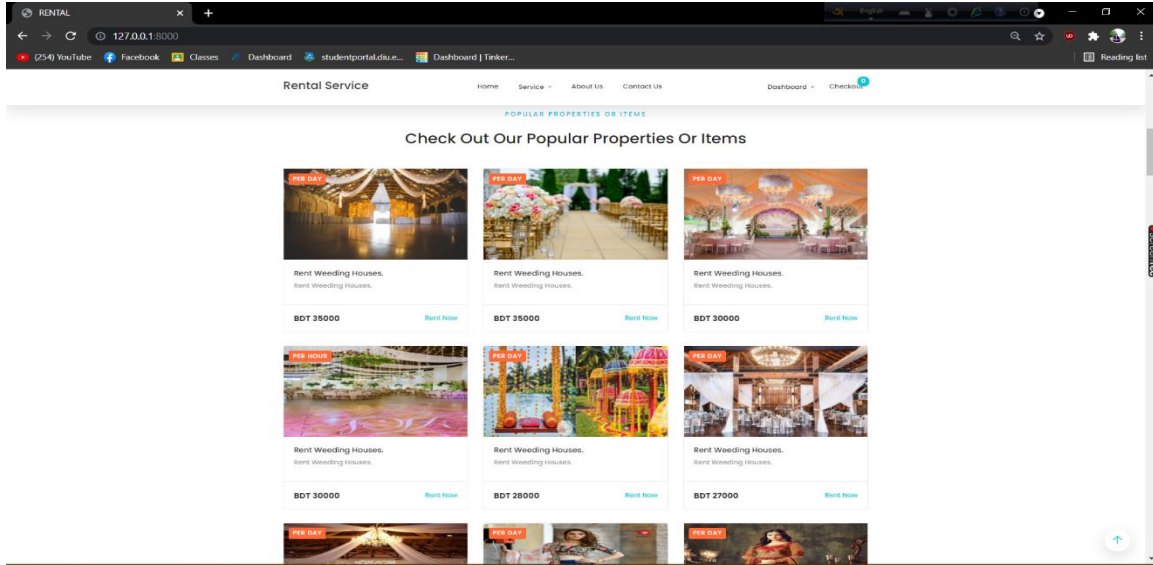 RENTAL
127.0.0.1:8000
(254) YouTube Facebook Classes Dashboard studentportal.diu.e... Dashboard | Tinker... Reading list
Rental Service Home Service About Us Contact Us Dashboard Checkout 0
POPULAR PROPERTIES OR ITEMS
Check Out Our Popular Properties Or Items
PER DAY PER DAY PER DAY
Rent Weeding Houses. Rent Weeding Houses. Rent Weeding Houses.
Rent Weeding Houses. Rent Weeding Houses. Rent Weeding Houses.
BDT 35000 Rent Now BDT 35000 Rent Now BDT 30000 Rent Now
PER HOUR PER DAY PER DAY
Rent Weeding Houses. Rent Weeding Houses. Rent Weeding Houses.
Rent Weeding Houses. Rent Weeding Houses. Rent Weeding Houses.
BDT 30000 Rent Now BDT 28000 Rent Now BDT 27000 Rent Now
PER DAY PER DAY PER DAY